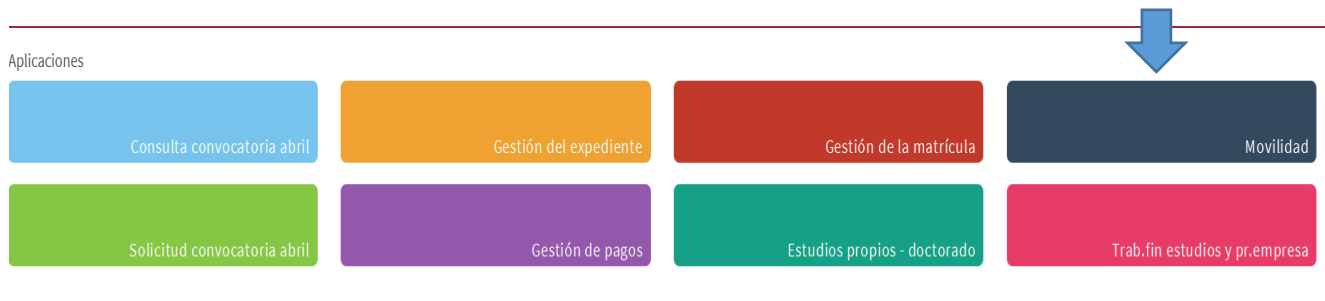 Aplicaciones
Consulta convocatoria abril
Gestión del expediente
Gestión de la matrícula
Movilidad
Solicitud convocatoria abril
Gestión de pagos
Estudios propios - doctorado
Trab.fin estudios y pr.empresa